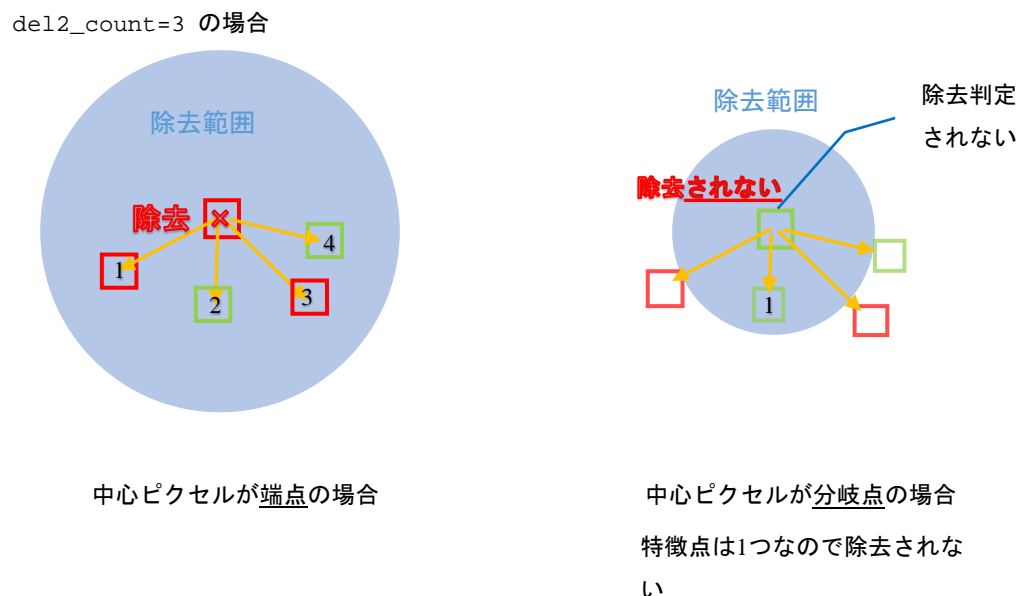 del2_count=3 の場合
除去範囲
除去
×
1
2
3
4
中心ピクセルが端点の場合
除去範囲
除去判定
されない
除去されない
1
中心ピクセルが分岐点の場合
特徴点は1つなので除去されな
い